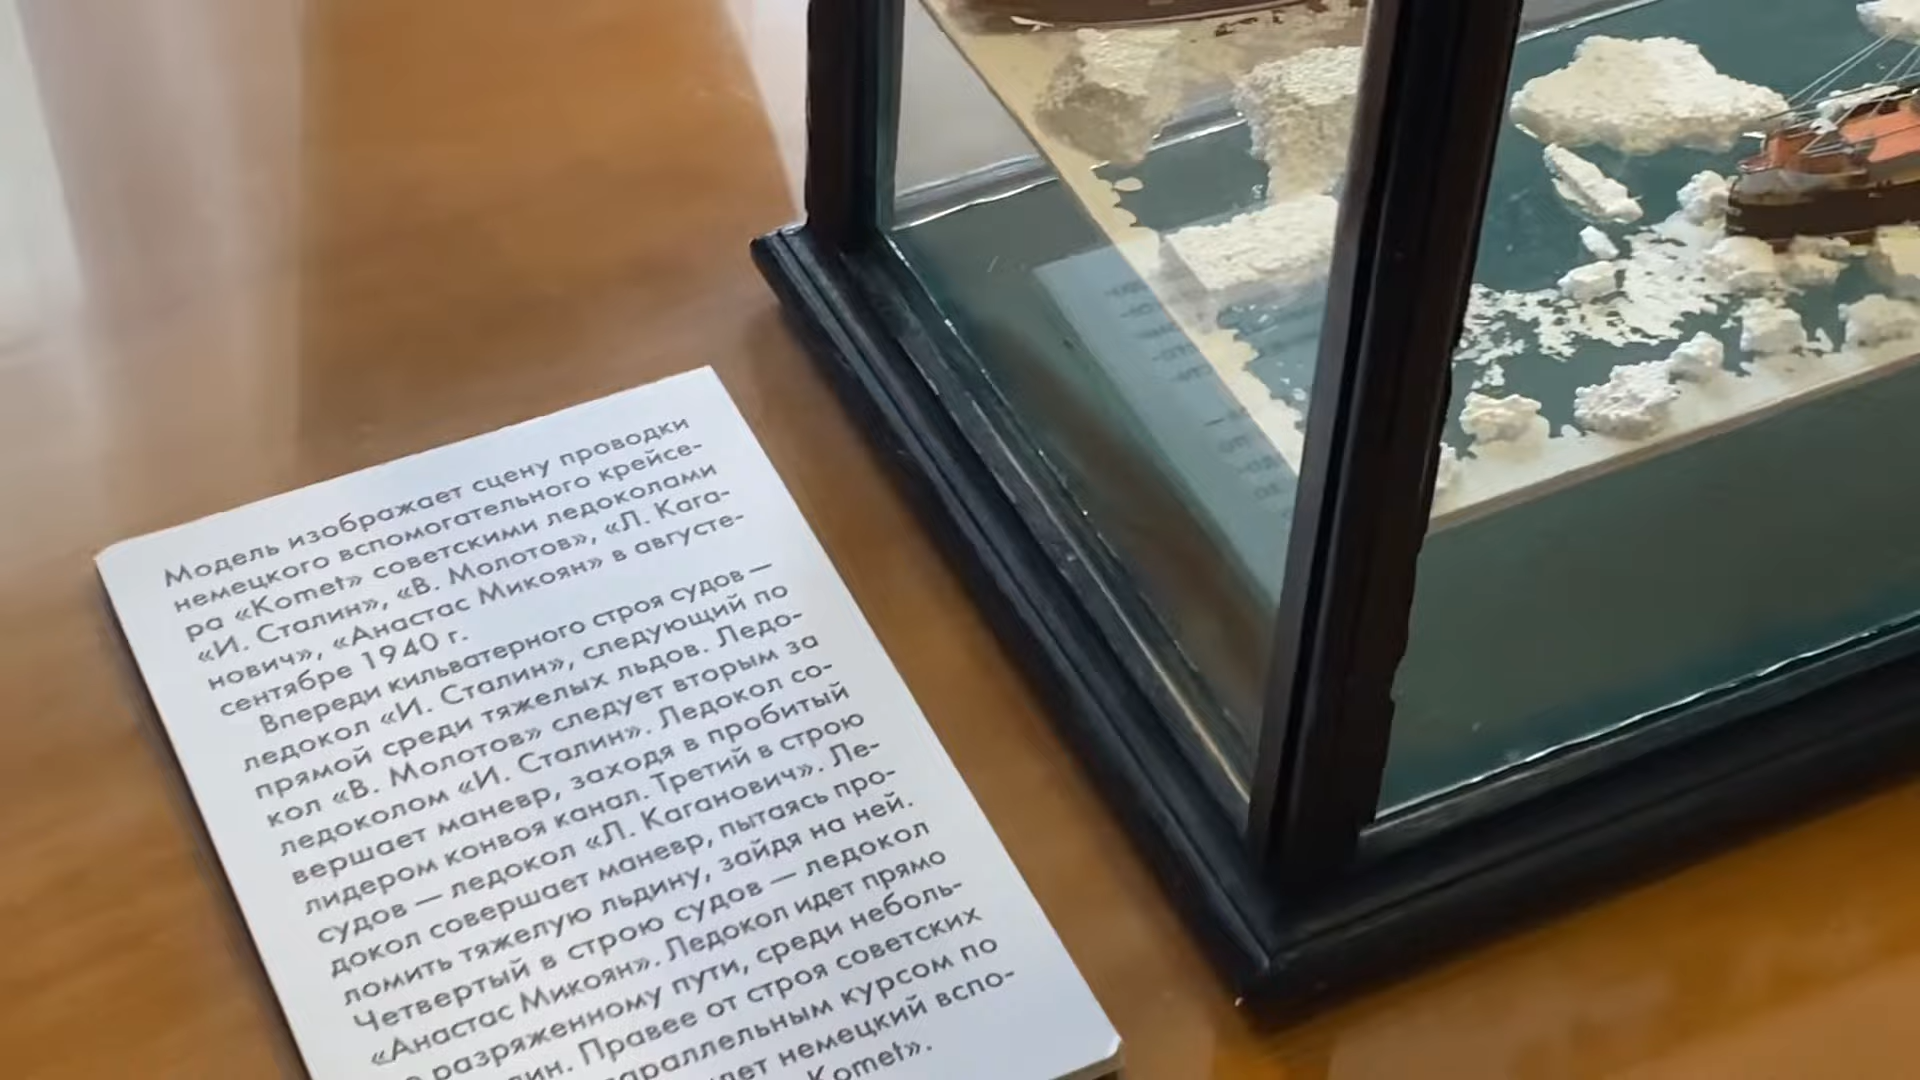 Модель изображает сцену проводки
немецкого вспомогательного крейсе-
ра «Komet» советскими ледоколами
«И. Сталин», «В. Молотов», «Л. Кага-
нович», «Анастас Микоян» в августе-
сентябре 1940 г.
Впереди кильватерного строя судов —
ледокол «И. Сталин», следующий по
прямой среди тяжелых льдов. Ледо-
кол «В. Молотов» следует вторым за
ледоколом «И. Сталин». Ледокол со-
вершает маневр, заходя в пробитый
лидером конвоя канал. Третий в строю
судов — ледокол «Л. Каганович». Ле-
докол совершает маневр, пытаясь про-
ломить тяжелую льдину, зайдя на ней.
Четвертый в строю судов — ледокол
«Анастас Микоян». Ледокол идет прямо
разряженному пути, среди неболь-
Правее от строя советских
курсом по
немецкий вспо-
Komet».